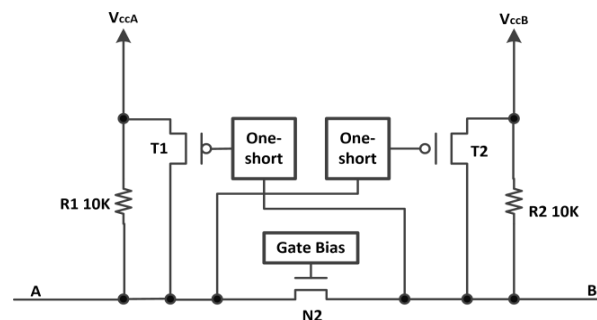 VccA
VccB
T1
One-
short
One-
short
T2
R1 10K
R2 10K
Gate Bias
A
B
N2